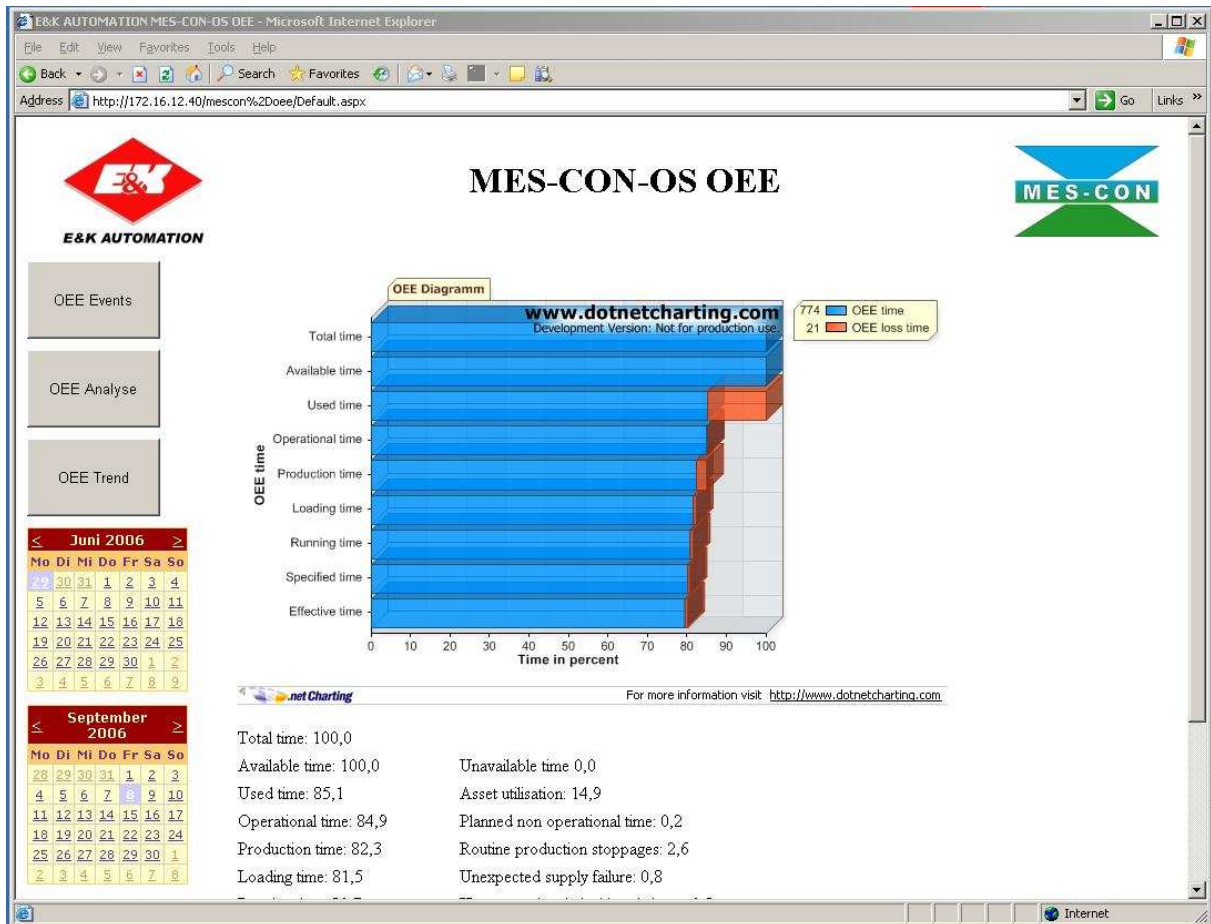 E&K AUTOMATION MES-CON-OS OEE - Microsoft Internet Explorer
File Edit View Favorites Tools Help
Back Search Favorites
Address http://172.16.12.40/mescon%2Doee/Default.aspx Go Links »
E&K
E&K AUTOMATION
MES-CON-OS OEE
MES-CON
OEE Events
OEE Analyse
OEE Trend
OEE Diagramm
www.dotnetcharting.com
Development Version: Not for production use.
774 OEE time
21 OEE loss time
OEE time
Total time
Available time
Used time
Operational time
Production time
Loading time
Running time
Specified time
Effective time
0 10 20 30 40 50 60 70 80 90 100
Time in percent
< Juni 2006 >
Mo Di Mi Do Fr Sa So
29 30 31 1 2 3 4
5 6 7 8 9 10 11
12 13 14 15 16 17 18
19 20 21 22 23 24 25
26 27 28 29 30 1 2
3 4 5 6 7 8 9
< September 2006 >
Mo Di Mi Do Fr Sa So
28 29 30 31 1 2 3
4 5 6 7 8 9 10
11 12 13 14 15 16 17
18 19 20 21 22 23 24
25 26 27 28 29 30 1
2 3 4 5 6 7 8
.net Charting
For more information visit http://www.dotnetcharting.com
Total time: 100,0
Available time: 100,0 Unavailable time 0,0
Used time: 85,1 Asset utilisation: 14,9
Operational time: 84,9 Planned non operational time: 0,2
Production time: 82,3 Routine production stoppages: 2,6
Loading time: 81,5 Unexpected supply failure: 0,8
Internet